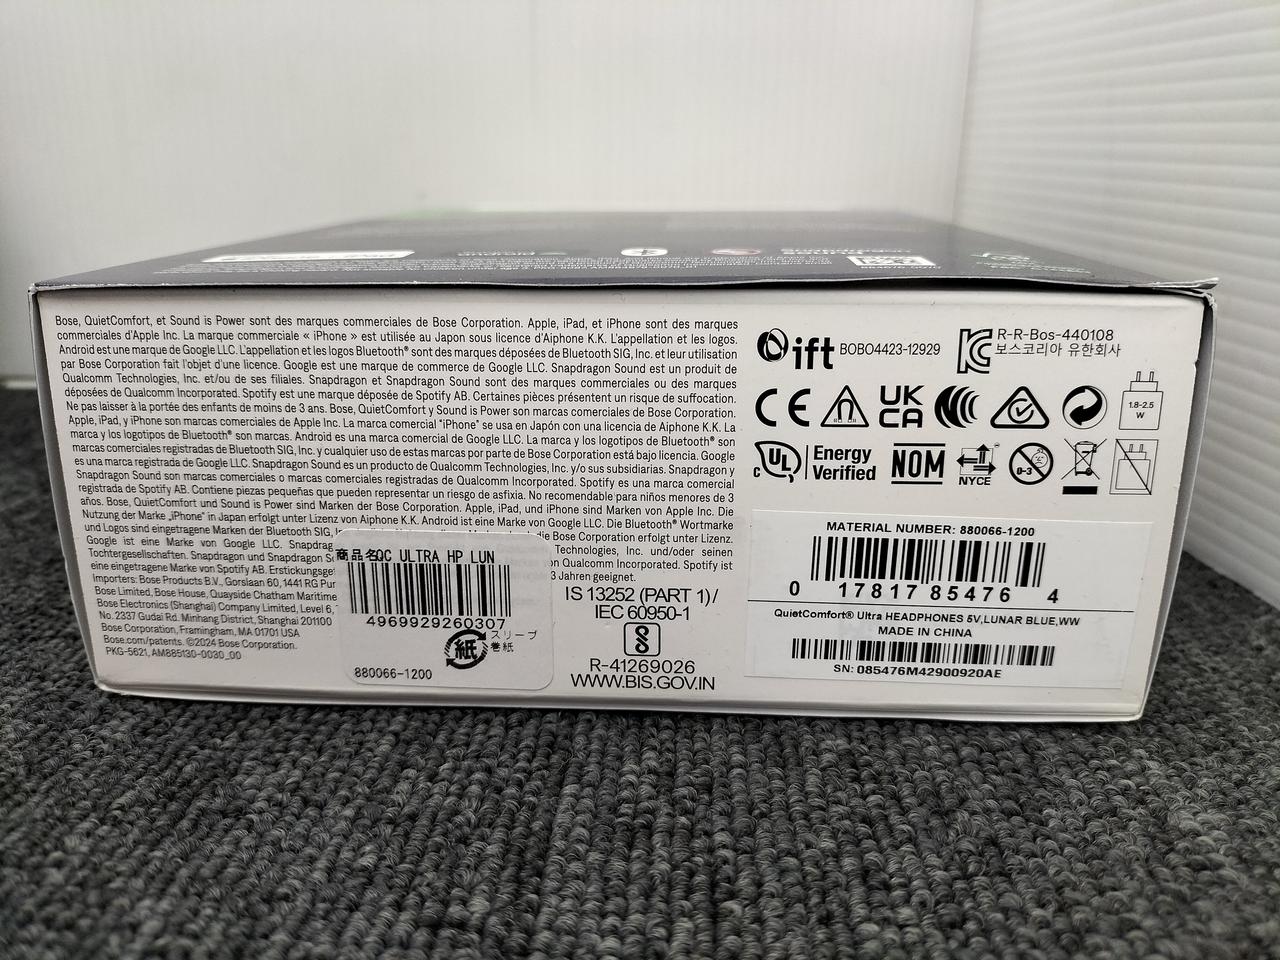 Bose, QuietComfort, et Sound is Power sont des marques commerciales de Bose Corporation. Apple, iPad, et iPhone sont des marques
commerciales d'Apple Inc. La marque commerciale « iPhone » est utilisée au Japon sous licence d'Aiphone K.K. L'appellation et les logos.
Android est une marque de Google LLC. L'appellation et les logos Bluetooth® sont des marques déposées de Bluetooth SIG, Inc. et leur utilisation
par Bose Corporation fait l'objet d'une licence. Google est une marque de commerce de Google LLC. Snapdragon Sound est un produit de
Qualcomm Technologies, Inc. et/ou de ses filiales. Snapdragon et Snapdragon Sound sont des marques commerciales ou des marques
déposées de Qualcomm Incorporated. Spotify est une marque déposée de Spotify AB. Certaines pièces présentent un risque de suffocation.
Ne pas laisser à la portée des enfants de moins de 3 ans. Bose, QuietComfort y Sound is Power son marcas comerciales de Bose Corporation.
Apple, iPad, y iPhone son marcas comerciales de Apple Inc. La marca comercial "iPhone" se usa en Japón con una licencia de Aiphone K.K. La
marca y los logotipos de Bluetooth® son marcas. Android es una marca comercial de Google LLC. La marca y los logotipos de Bluetooth® son
marcas comerciales registradas de Bluetooth SIG, Inc. y cualquier uso de estas marcas por parte de Bose Corporation está bajo licencia. Google
es una marca registrada de Google LLC. Snapdragon Sound es un producto de Qualcomm Technologies, Inc. y/o sus subsidiarias. Snapdragon y
Snapdragon Sound son marcas comerciales o marcas comerciales registradas de Qualcomm Incorporated. Spotify es una marca comercial
registrada de Spotify AB. Contiene piezas pequeñas que pueden representar un riesgo de asfixia. No recomendable para niños menores de 3
años. Bose, QuietComfort und Sound is Power sind Marken der Bose Corporation. Apple, iPad, und iPhone sind Marken von Apple Inc. Die
Nutzung der Marke „iPhone" in Japan erfolgt unter Lizenz von Aiphone K.K. Android ist eine Marke von Google LLC. Die Bluetooth® Wortmarke
und Logos sind eingetragene Marken der Bluetooth SIG, die Bose Corporation erfolgt unter Lizenz.
Google ist eine Marke von Google LLC. Snapdrag Technologies, Inc. und/oder seinen
Tochtergesellschaften. Snapdragon und Snapdragon Qualcomm Incorporated. Spotify ist
eine eingetragene Marke von Spotify AB. Erstickungsge 3 Jahren geeignet.
Importers: Bose Products B.V., Gorslaan 60, 1441 RG Pur
Bose Limited, Bose House, Quayside Chatham Maritime
Bose Electronics (Shanghai) Company Limited, Level 6,
No. 2337 Gudai Rd. Minhang District, Shanghai 201100
Bose Corporation, Framingham, MA 01701 USA
Bose.com/patents. ©2024 Bose Corporation.
PKG-5621, AM885130-0030_00
商品名QC ULTRA HP LUN
4969929260307
紙
スリーブ
巻紙
880066-1200
IS 13252 (PART 1)/
IEC 60950-1
R-41269026
WWW.BIS.GOV.IN
ift BOBO4423-12929
R-R-Bos-440108
보스코리아 유한회사
CE
UK
CA
1.8-2.5
W
c UL Energy
Verified
NOM
NYCE
0-3
MATERIAL NUMBER: 880066-1200
0 17817 85476 4
QuietComfort® Ultra HEADPHONES 5V,LUNAR BLUE,WW
MADE IN CHINA
SN: 085476M42900920AE